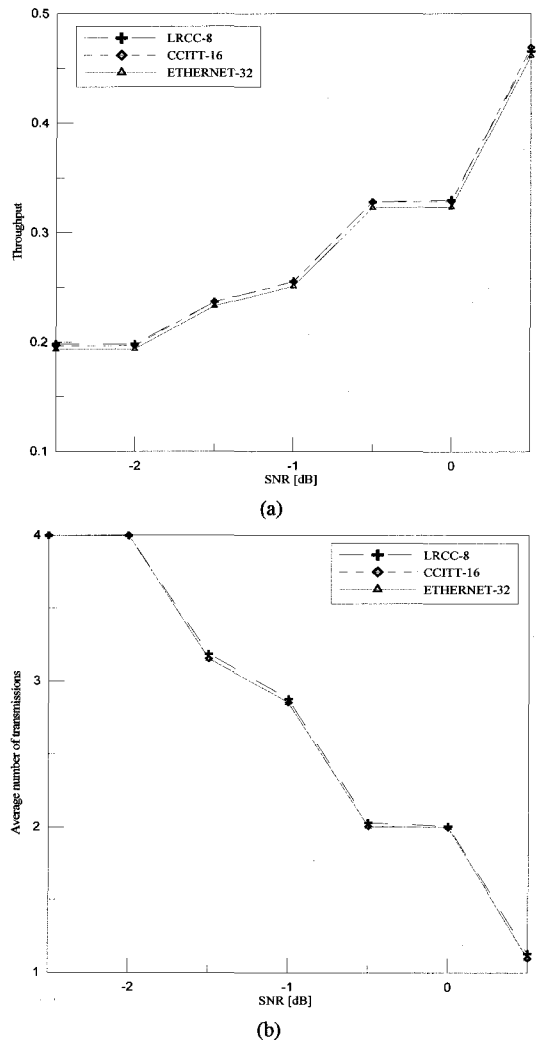 0.5
LRCC-8
CCITT-16
ETHERNET-32
0.4
Throughput
0.3
0.2
0.1
-2
-1
0
SNR [dB]
(a)
4
LRCC-8
CCITT-16
ETHERNET-32
3
Average number of transmissions
2
1
-2
-1
0
SNR [dB]
(b)